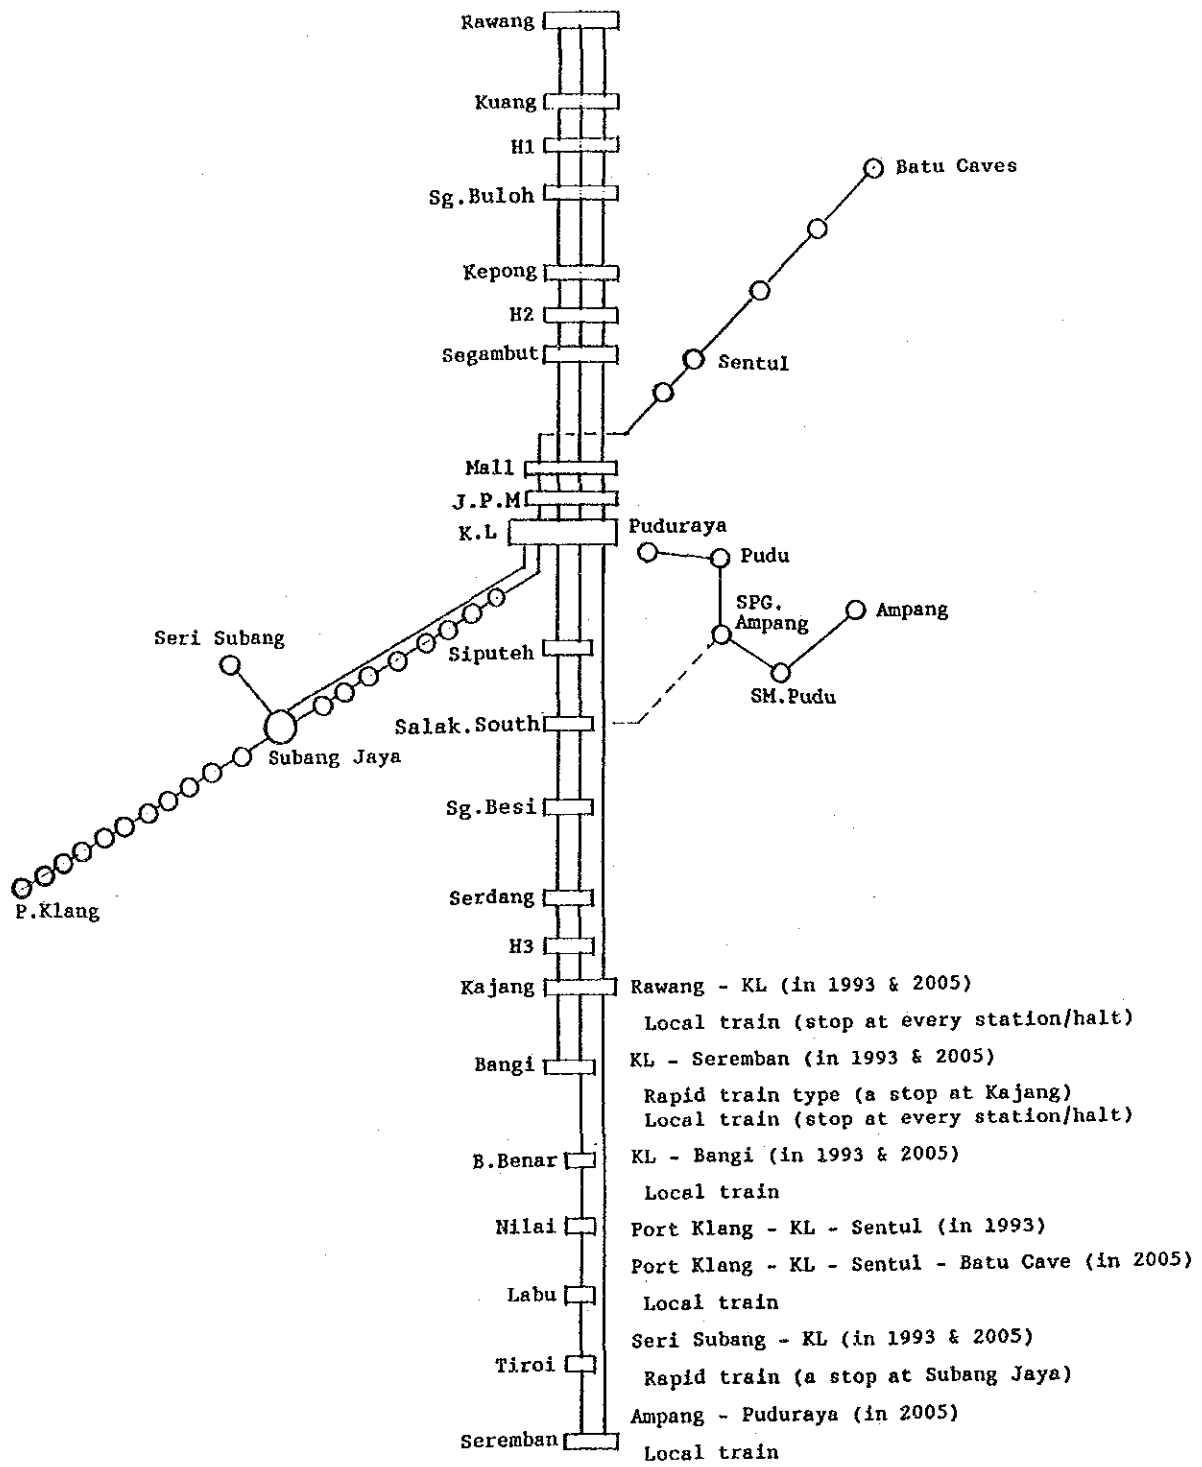 Rawang
Kuang
H1
Batu Caves
Sg.Buloh
Kepong
H2
Segambut
Sentul
Mall
J.P.M
K.L
Puduraya
Pudu
SPG.
Ampang
Ampang
Seri Subang
Siputeh
SM.Pudu
Salak.South
Subang Jaya
Sg.Besi
Serdang
P.Klang
H3
Kajang
Rawang - KL (in 1993 & 2005)
Local train (stop at every station/halt)
Bangi
KL - Seremban (in 1993 & 2005)
Rapid train type (a stop at Kajang)
Local train (stop at every station/halt)
B.Benar
KL - Bangi (in 1993 & 2005)
Local train
Nilai
Port Klang - KL - Sentul (in 1993)
Port Klang - KL - Sentul - Batu Cave (in 2005)
Labu
Local train
Seri Subang - KL (in 1993 & 2005)
Tiroi
Rapid train (a stop at Subang Jaya)
Ampang - Puduraya (in 2005)
Seremban
Local train